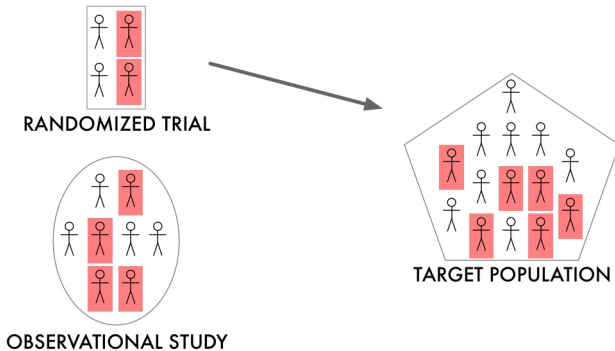 RANDOMIZED TRIAL
OBSERVATIONAL STUDY
TARGET POPULATION